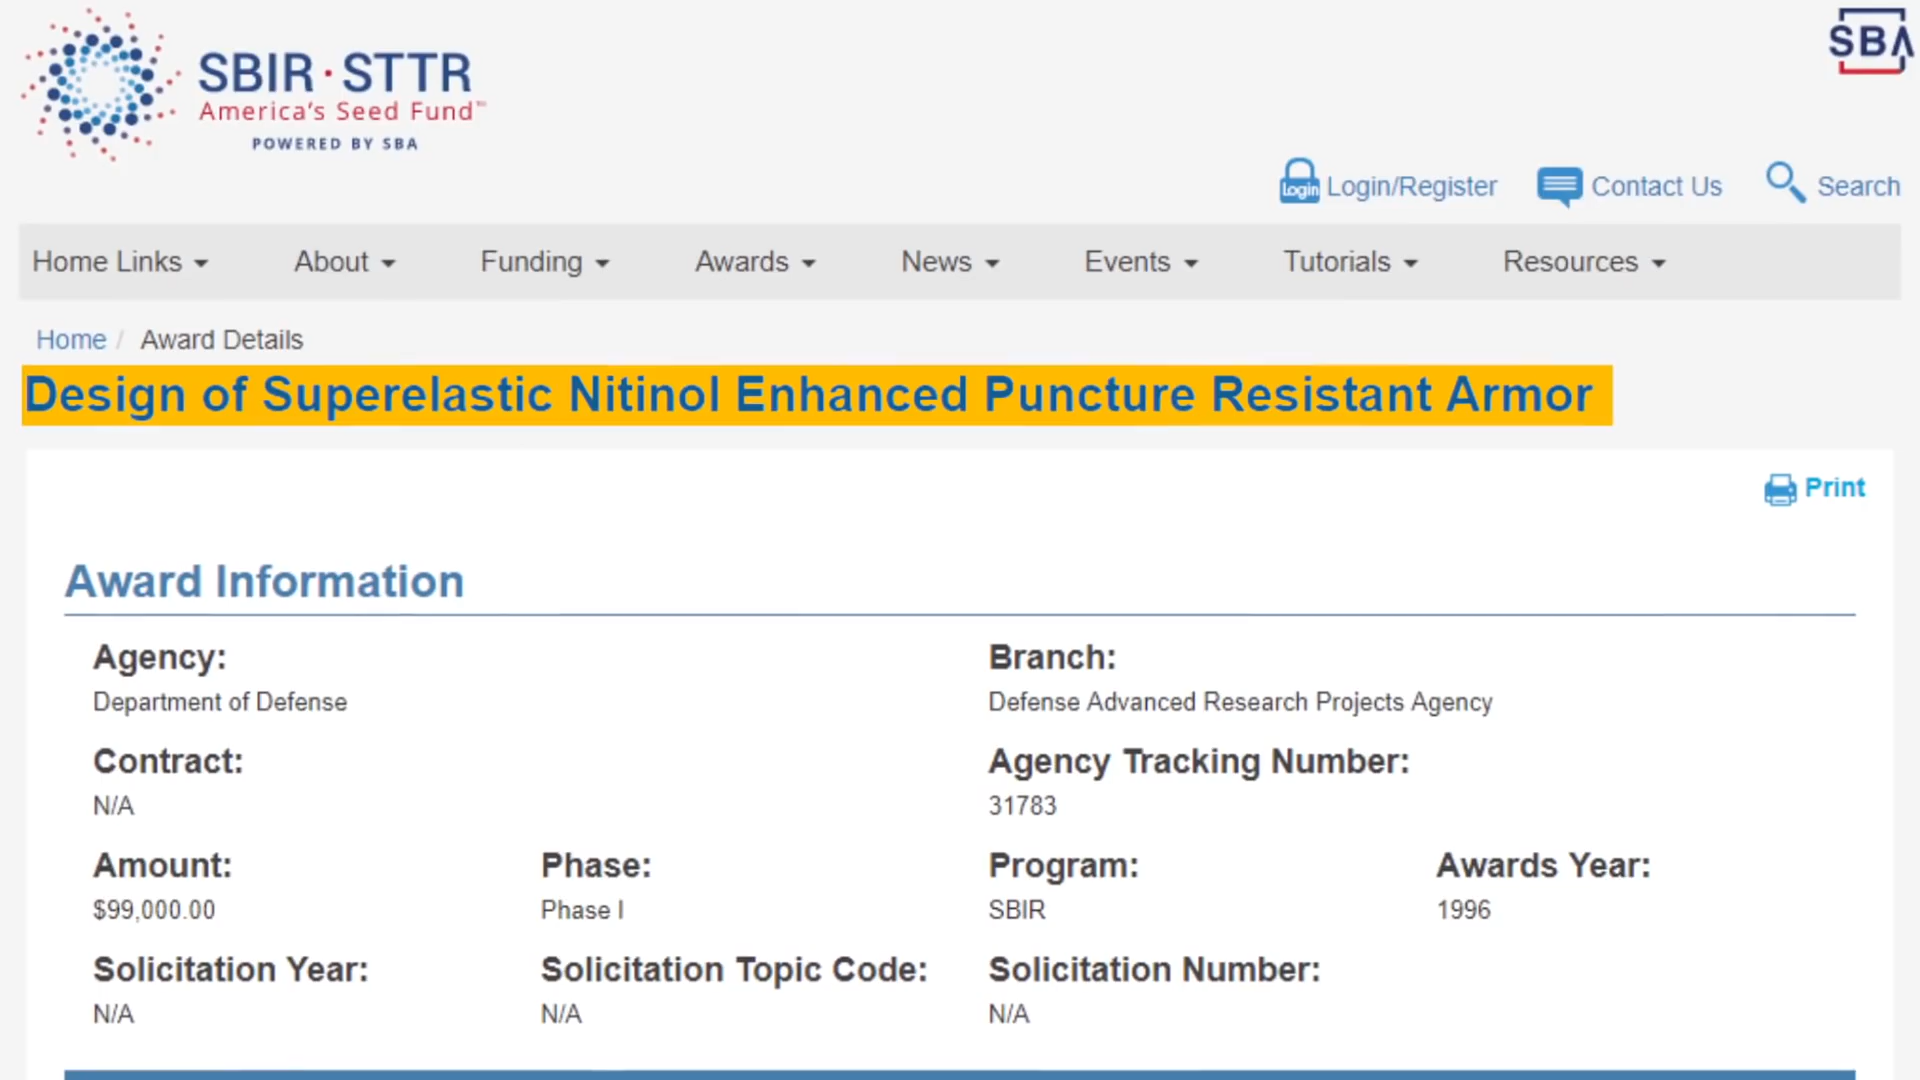 SBIR·STTR
America's Seed Fund™
POWERED BY SBA
SBA
Login Login/Register Contact Us Search
Home Links About Funding Awards News Events Tutorials Resources
Home / Award Details
Design of Superelastic Nitinol Enhanced Puncture Resistant Armor
Print
Award Information
Agency: Branch:
Department of Defense Defense Advanced Research Projects Agency
Contract: Agency Tracking Number:
N/A 31783
Amount: Phase: Program: Awards Year:
$99,000.00 Phase I SBIR 1996
Solicitation Year: Solicitation Topic Code: Solicitation Number:
N/A N/A N/A